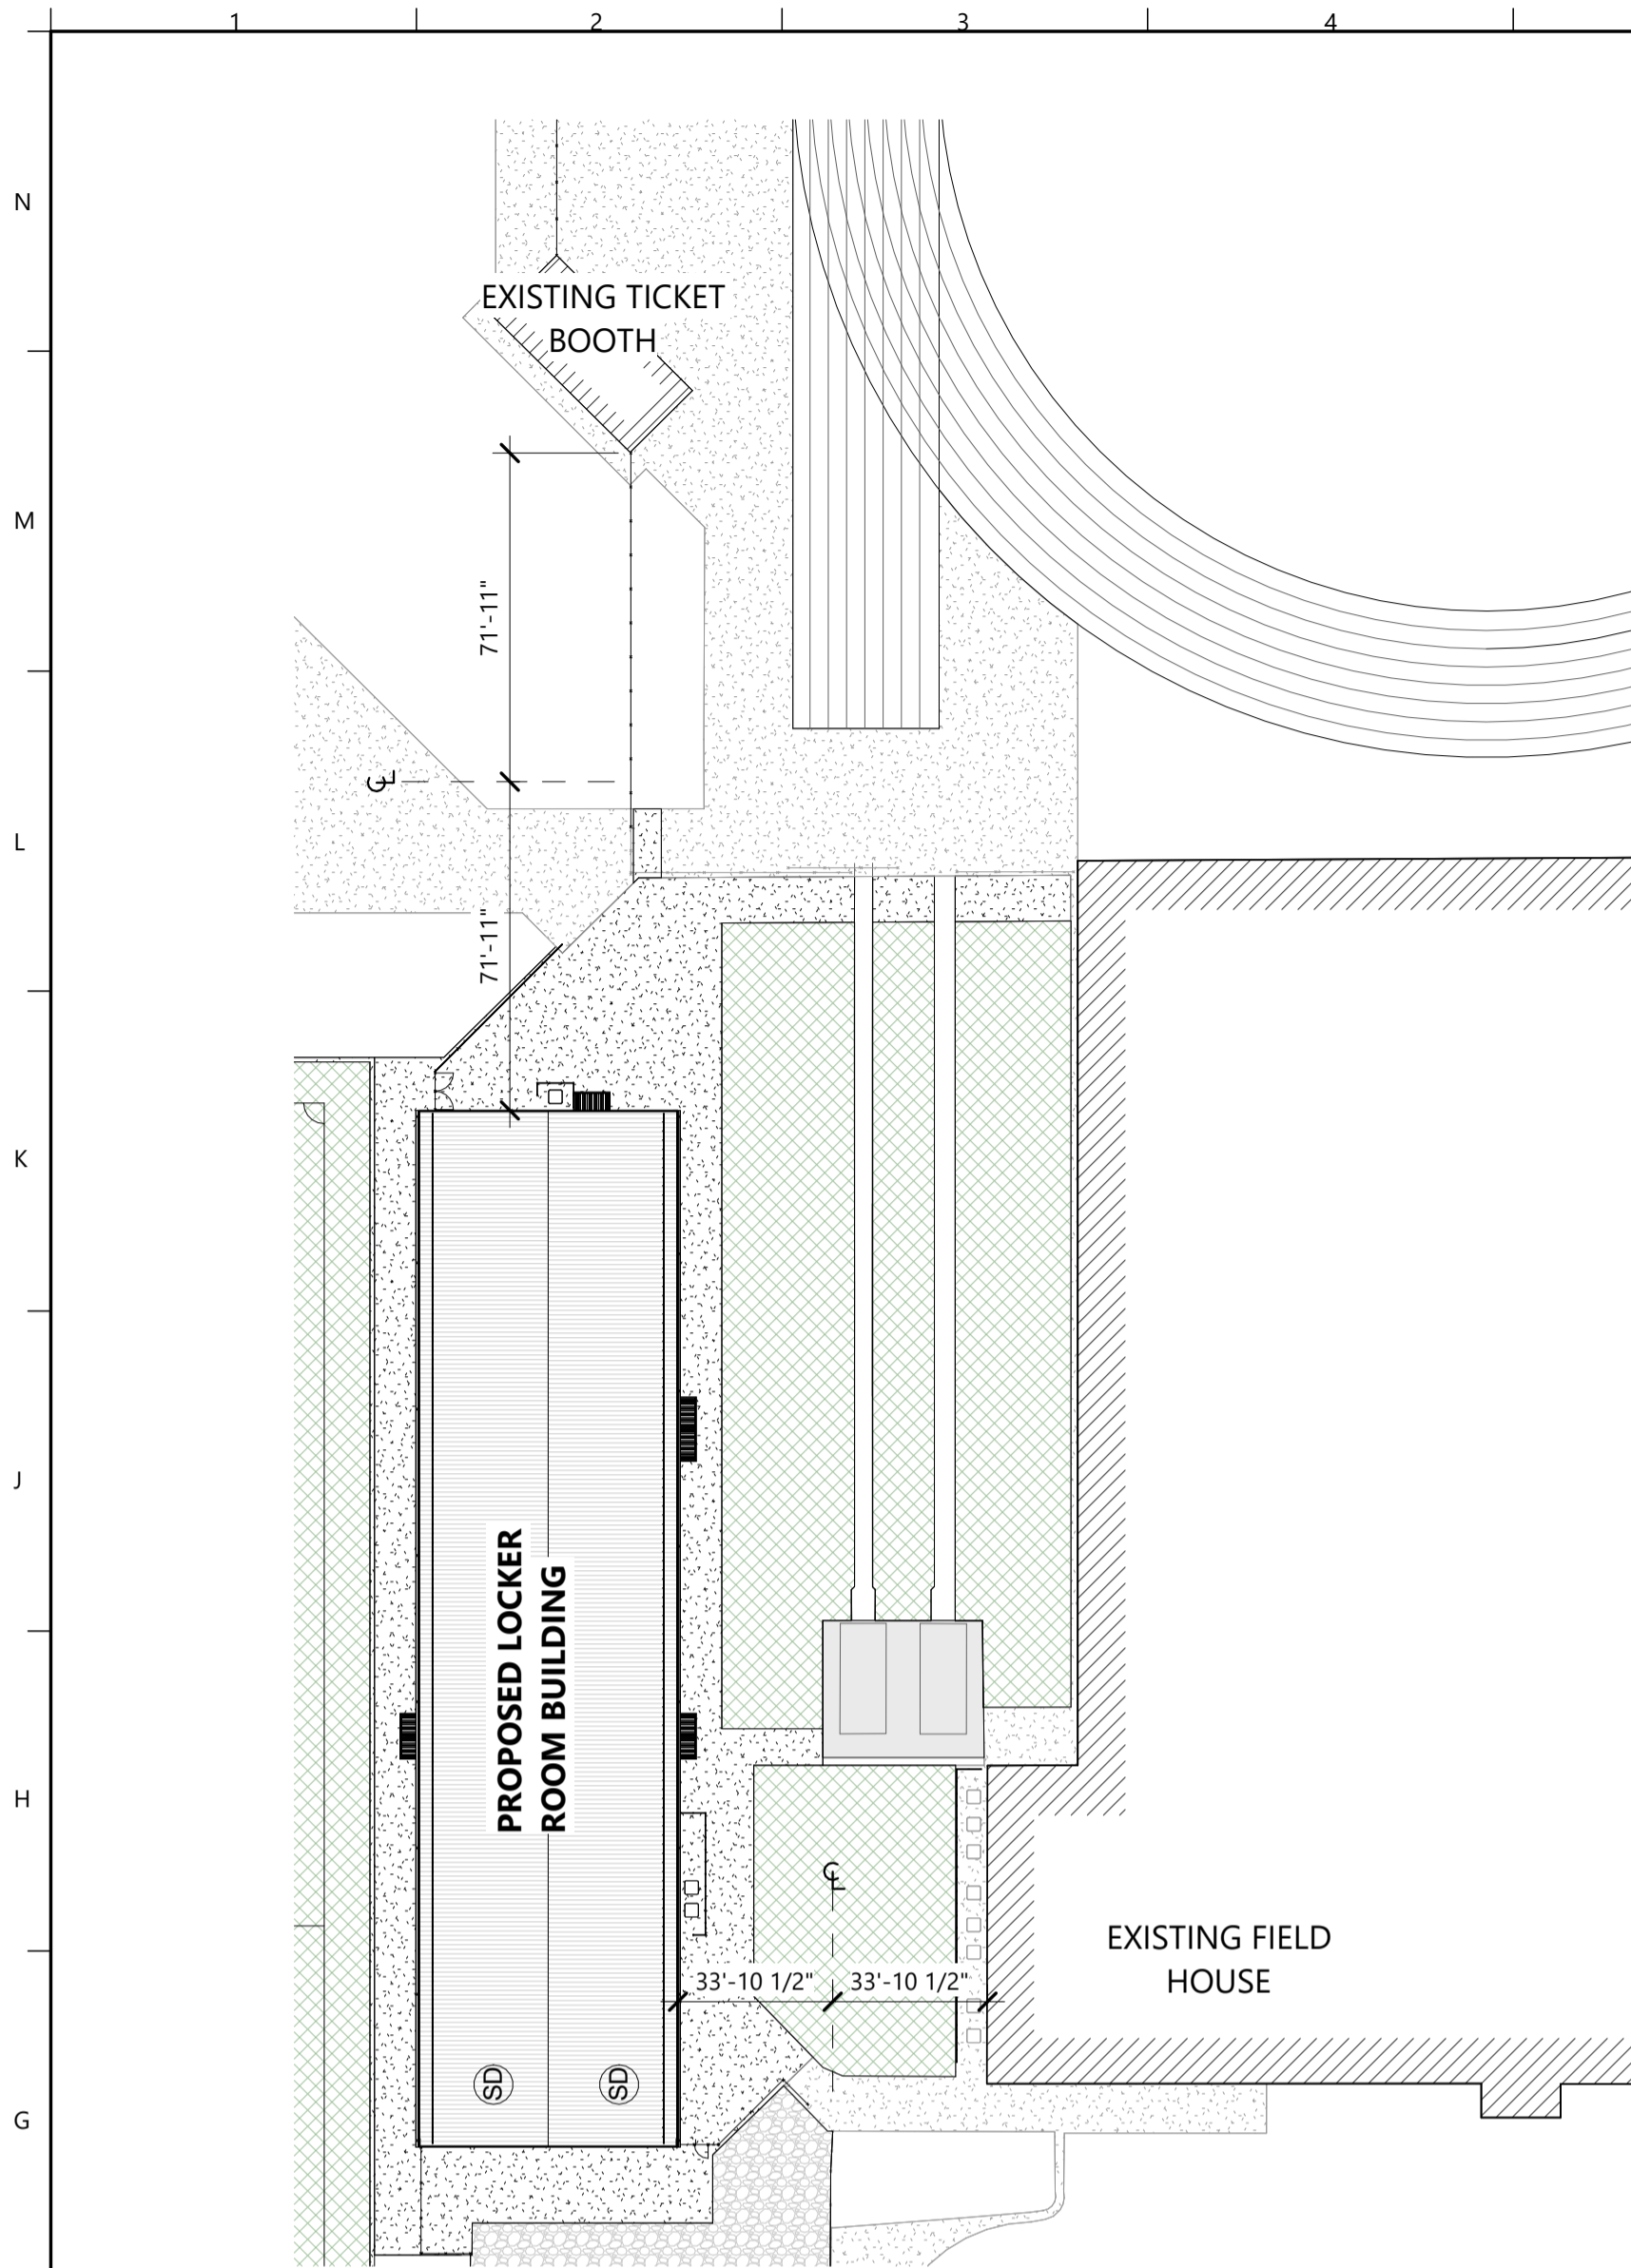 1
2
3
4
N
M
L
K
J
H
G
EXISTING TICKET
BOOTH
71'-11"
℄
71'-11"
PROPOSED LOCKER
ROOM BUILDING
℄
33'-10 1/2"
33'-10 1/2"
EXISTING FIELD
HOUSE
SD
SD